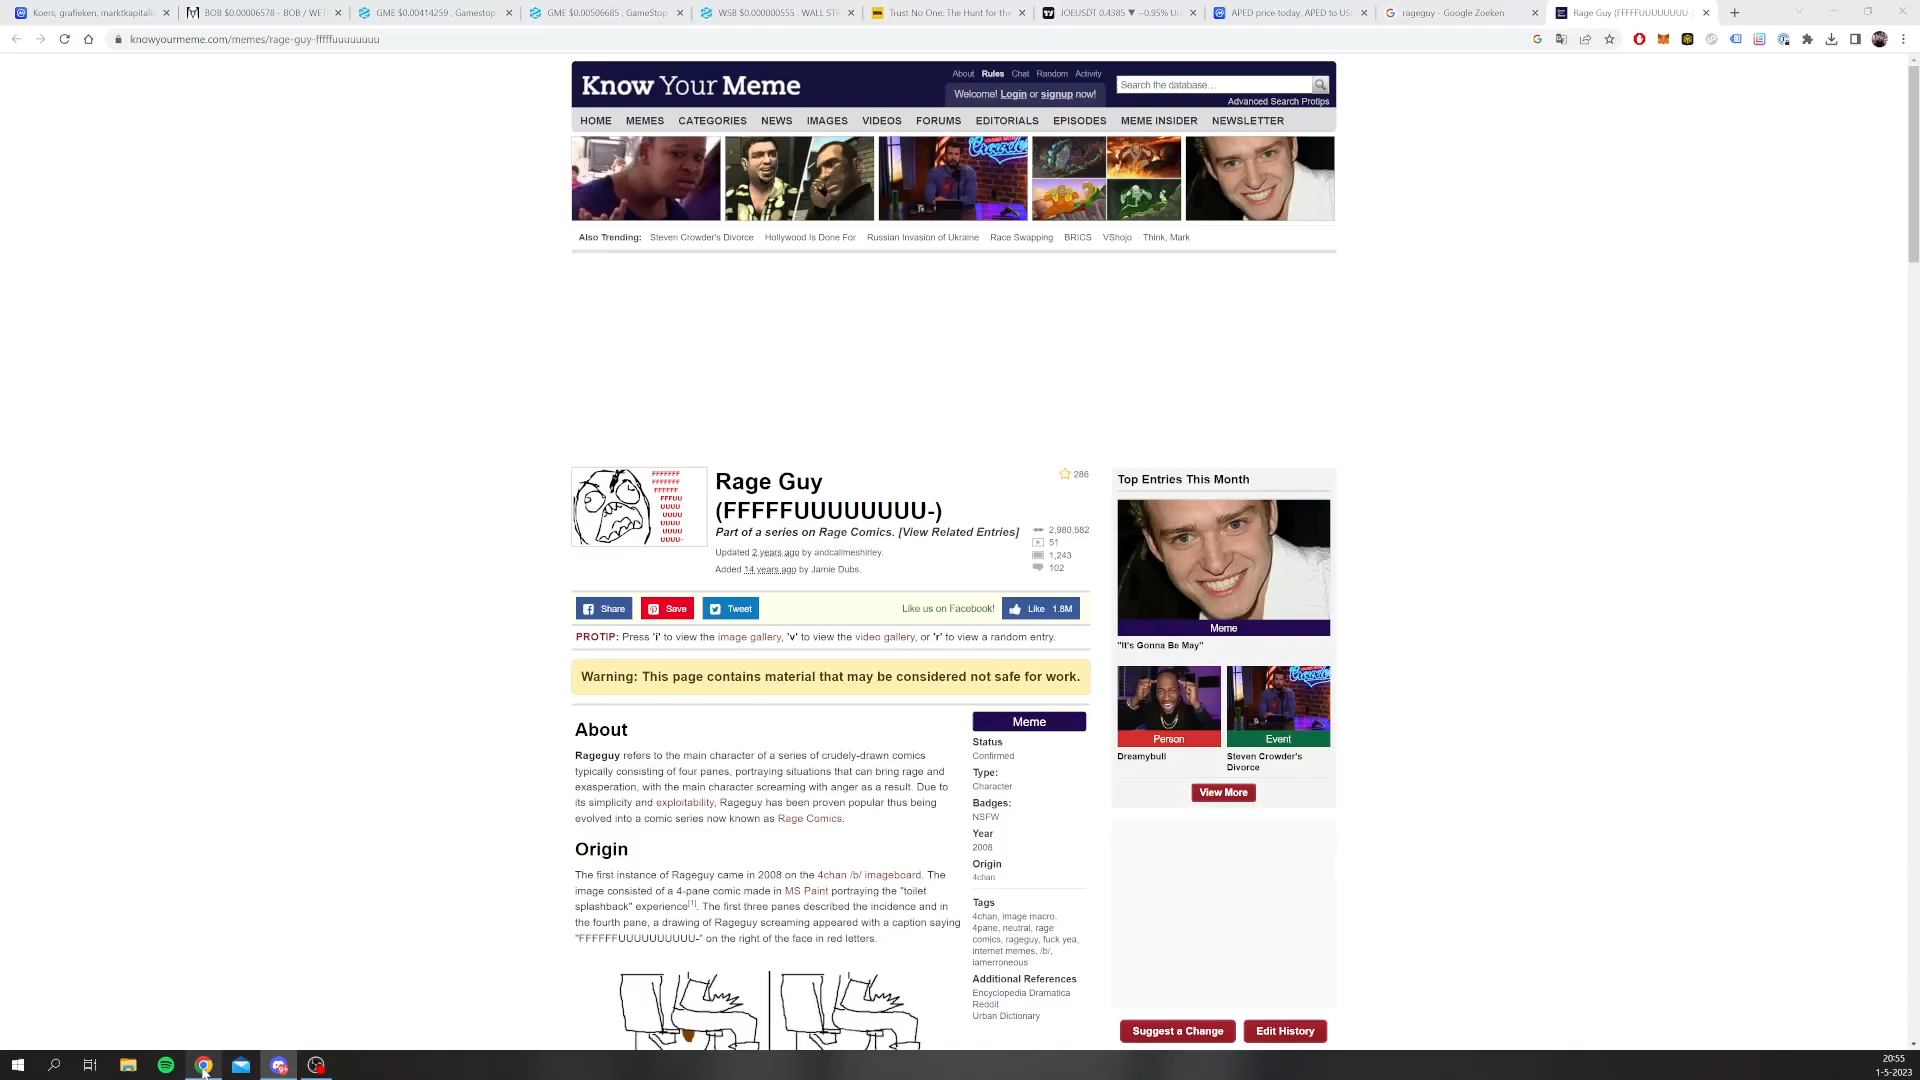 Koers, grafieken, marktkapitali
BOB $0.00006578 - BOB / WET
GME $0.00414259 , Gamestop
GME $0.00506685 , GameStop
WSB $0.000000555 , WALL STR
Trust No One: The Hunt for the
JOEUSDT 0.4385 ▼ −0.95% Un
APED price today, APED to US
rageguy - Google Zoeken
Rage Guy (FFFFFUUUUUUUU-)
knowyourmeme.com/memes/rage-guy-fffffuuuuuuuu
Know Your Meme
About Rules Chat Random Activity
Welcome! Login or signup now!
Search the database...
Advanced Search Protips
HOME MEMES CATEGORIES NEWS IMAGES VIDEOS FORUMS EDITORIALS EPISODES MEME INSIDER NEWSLETTER
Also Trending: Steven Crowder's Divorce Hollywood Is Done For Russian Invasion of Ukraine Race Swapping BRICS VShojo Think, Mark
FFFFFFF
FFFFFFF
FFFFFF
FFFUU
UUUU
UUUU
UUUU
UUUU
UUUU-
Rage Guy
(FFFFFUUUUUUUU-)
286
Part of a series on Rage Comics. [View Related Entries]
Updated 2 years ago by andcallmeshirley.
Added 14 years ago by Jamie Dubs.
2,980,582
51
1,243
102
Share Save Tweet Like us on Facebook! Like 1.8M
PROTIP: Press 'i' to view the image gallery, 'v' to view the video gallery, or 'r' to view a random entry.
Warning: This page contains material that may be considered not safe for work.
About
Rageguy refers to the main character of a series of crudely-drawn comics
typically consisting of four panes, portraying situations that can bring rage and
exasperation, with the main character screaming with anger as a result. Due to
its simplicity and exploitability, Rageguy has been proven popular thus being
evolved into a comic series now known as Rage Comics.
Origin
The first instance of Rageguy came in 2008 on the 4chan /b/ imageboard. The
image consisted of a 4-pane comic made in MS Paint portraying the "toilet
splashback" experience[1]. The first three panes described the incidence and in
the fourth pane, a drawing of Rageguy screaming appeared with a caption saying
"FFFFFFUUUUUUUUUU-" on the right of the face in red letters.
Meme
Status
Confirmed
Type:
Character
Badges:
NSFW
Year
2008
Origin
4chan
Tags
4chan, image macro,
4pane, neutral, rage
comics, rageguy, fuck yea,
internet memes, /b/,
iamerroneous
Additional References
Encyclopedia Dramatica
Reddit
Urban Dictionary
Top Entries This Month
Meme
"It's Gonna Be May"
Person
Dreamybull
Event
Steven Crowder's
Divorce
View More
Suggest a Change
Edit History
20:55
1-5-2023